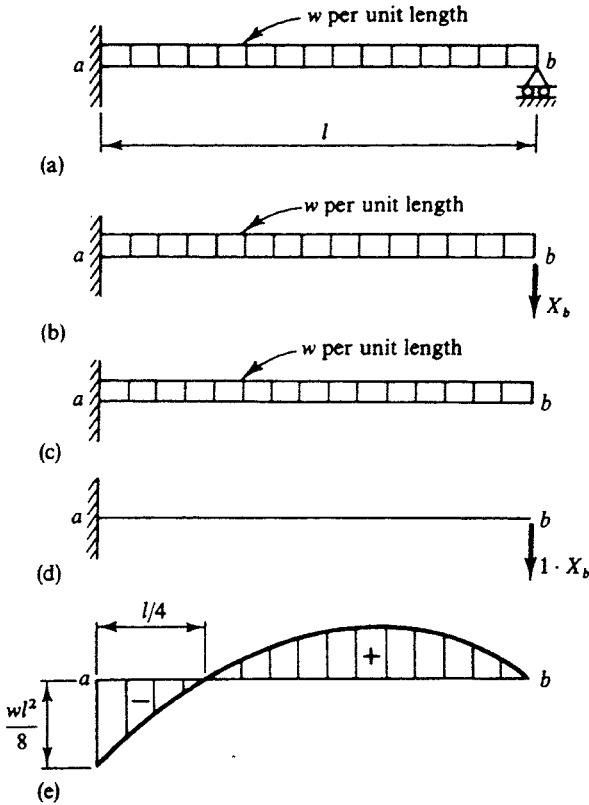 w per unit length
a
b
l
(a)
w per unit length
a
b
X_b
(b)
w per unit length
a
b
(c)
a
b
1 · X_b
(d)
l/4
a
+
b
−
wl²
8
(e)